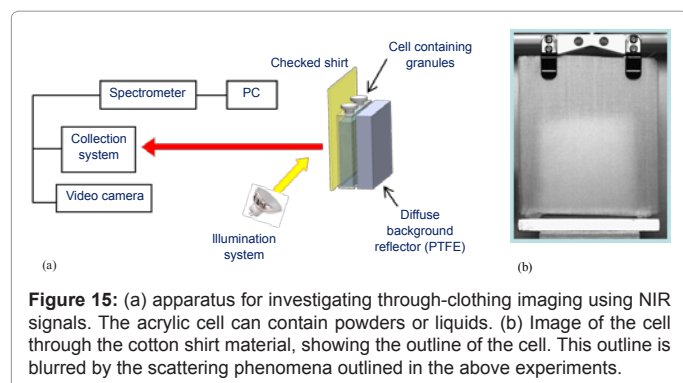 Checked shirt
Cell containing
granules
Spectrometer
PC
Collection
system
Video camera
Illumination
system
Diffuse
background
reflector (PTFE)
(a)
(b)
Figure 15: (a) apparatus for investigating through-clothing imaging using NIR
signals. The acrylic cell can contain powders or liquids. (b) Image of the cell
through the cotton shirt material, showing the outline of the cell. This outline is
blurred by the scattering phenomena outlined in the above experiments.